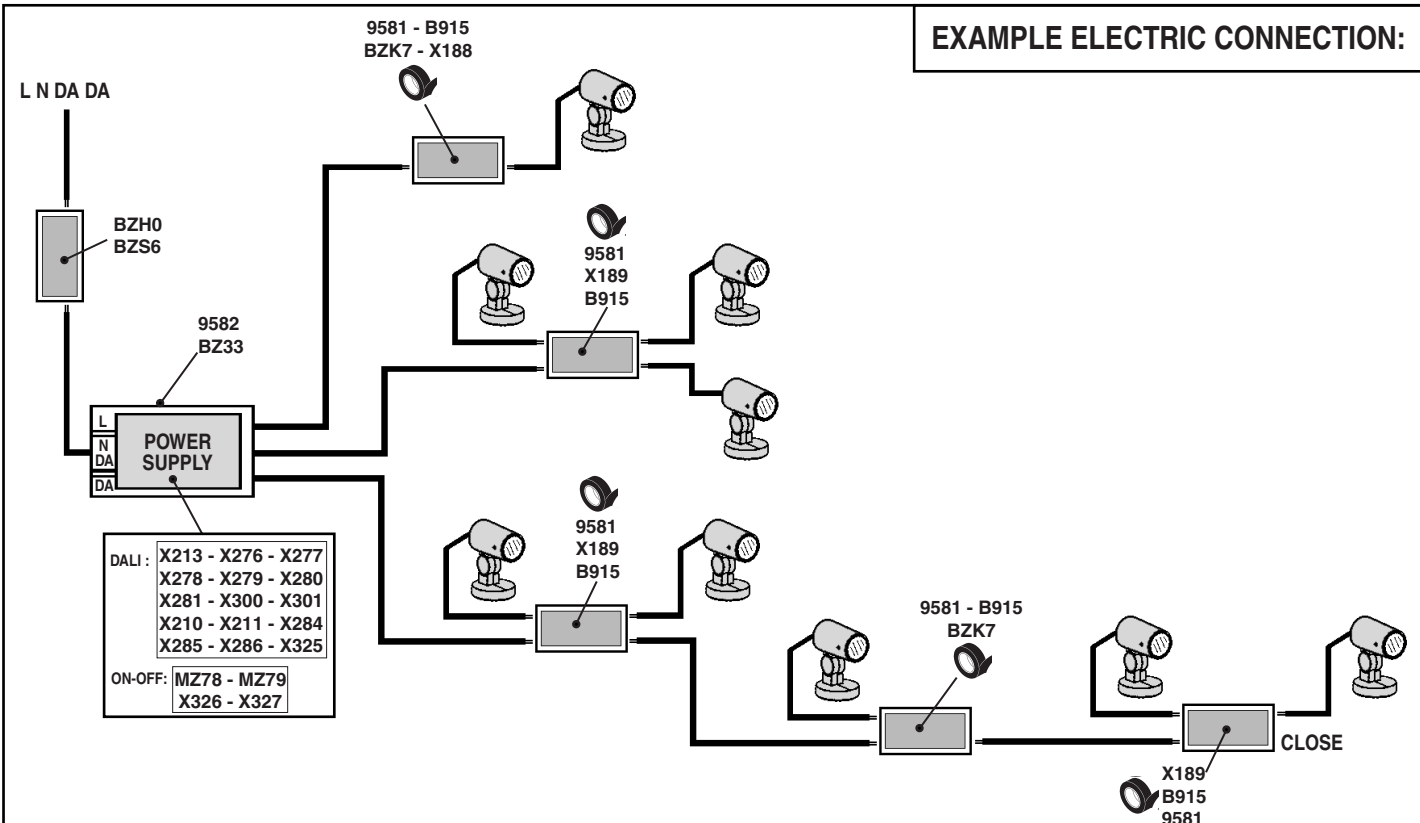 EXAMPLE ELECTRIC CONNECTION:
9581 - B915
BZK7 - X188
L N DA DA
BZH0
BZS6
9581
X189
B915
9582
BZ33
L
N
DA
DA
POWER
SUPPLY
9581
X189
B915
DALI :
X213 - X276 - X277
X278 - X279 - X280
X281 - X300 - X301
X210 - X211 - X284
X285 - X286 - X325
ON-OFF:
MZ78 - MZ79
X326 - X327
9581 - B915
BZK7
CLOSE
X189
B915
9581